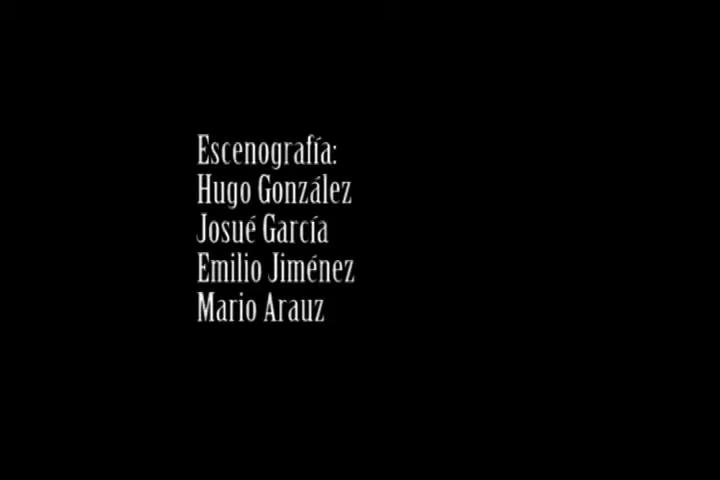 Escenografía:
Hugo González
Josué García
Emilio Jiménez
Mario Arauz